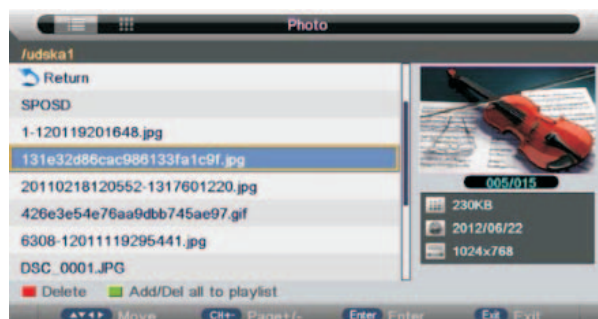 Photo
/udska1
Return
SPOSD
1-120119201648.jpg
131e32d86cac986133fa1c9f.jpg
20110218120552-1317601220.jpg
426e3e54e76aa9dbb745ae97.gif
6308-12011119295441.jpg
DSC_0001.JPG
005/015
230KB
2012/06/22
1024x768
Delete Add/Del all to playlist
Move CH+- Page+/- Enter Enter Exit Exit